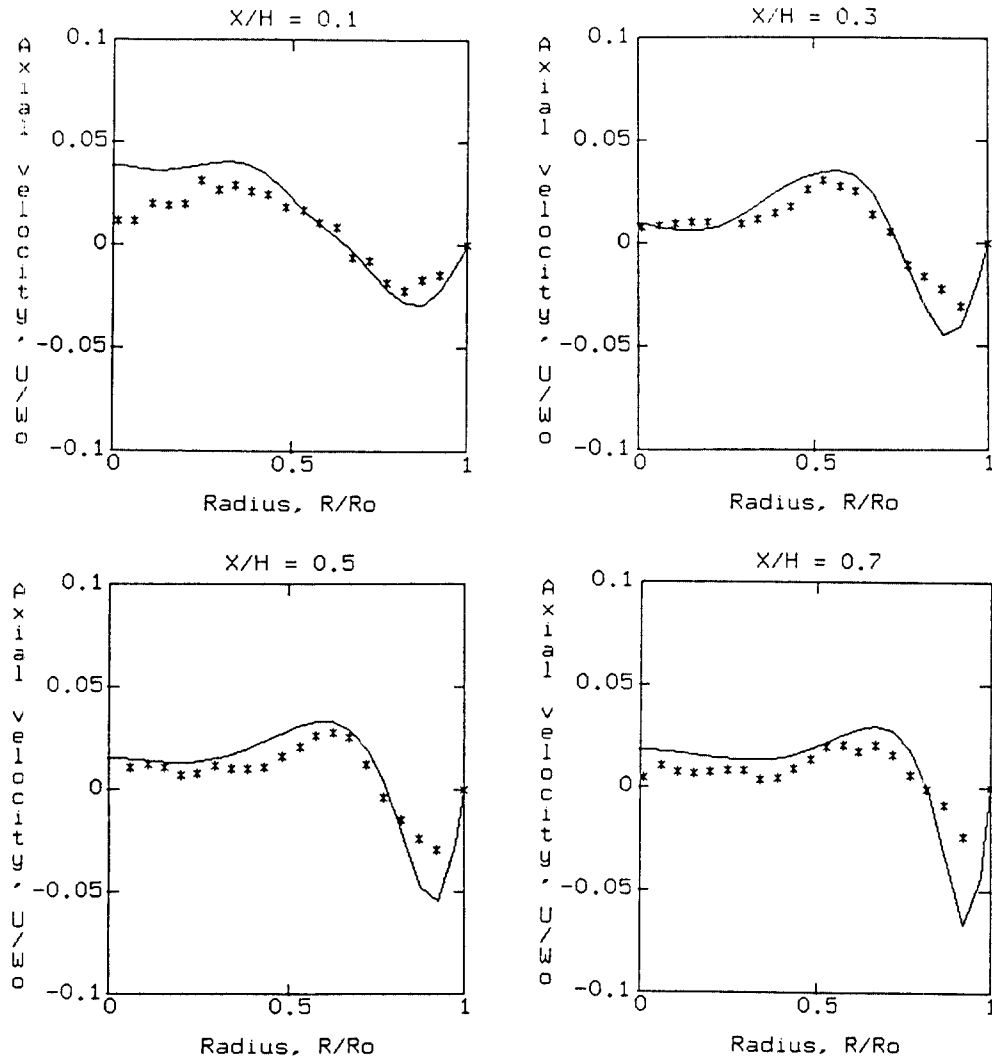 X/H = 0.1
Axial velocity, U/Wo
0.1
0.05
0
-0.05
-0.1
0
0.5
1
Radius, R/Ro
X/H = 0.3
Axial velocity, U/Wo
0.1
0.05
0
-0.05
-0.1
0
0.5
1
Radius, R/Ro
X/H = 0.5
Axial velocity, U/Wo
0.1
0.05
0
-0.05
-0.1
0
0.5
1
Radius, R/Ro
X/H = 0.7
Axial velocity, U/Wo
0.1
0.05
0
-0.05
-0.1
0
0.5
1
Radius, R/Ro